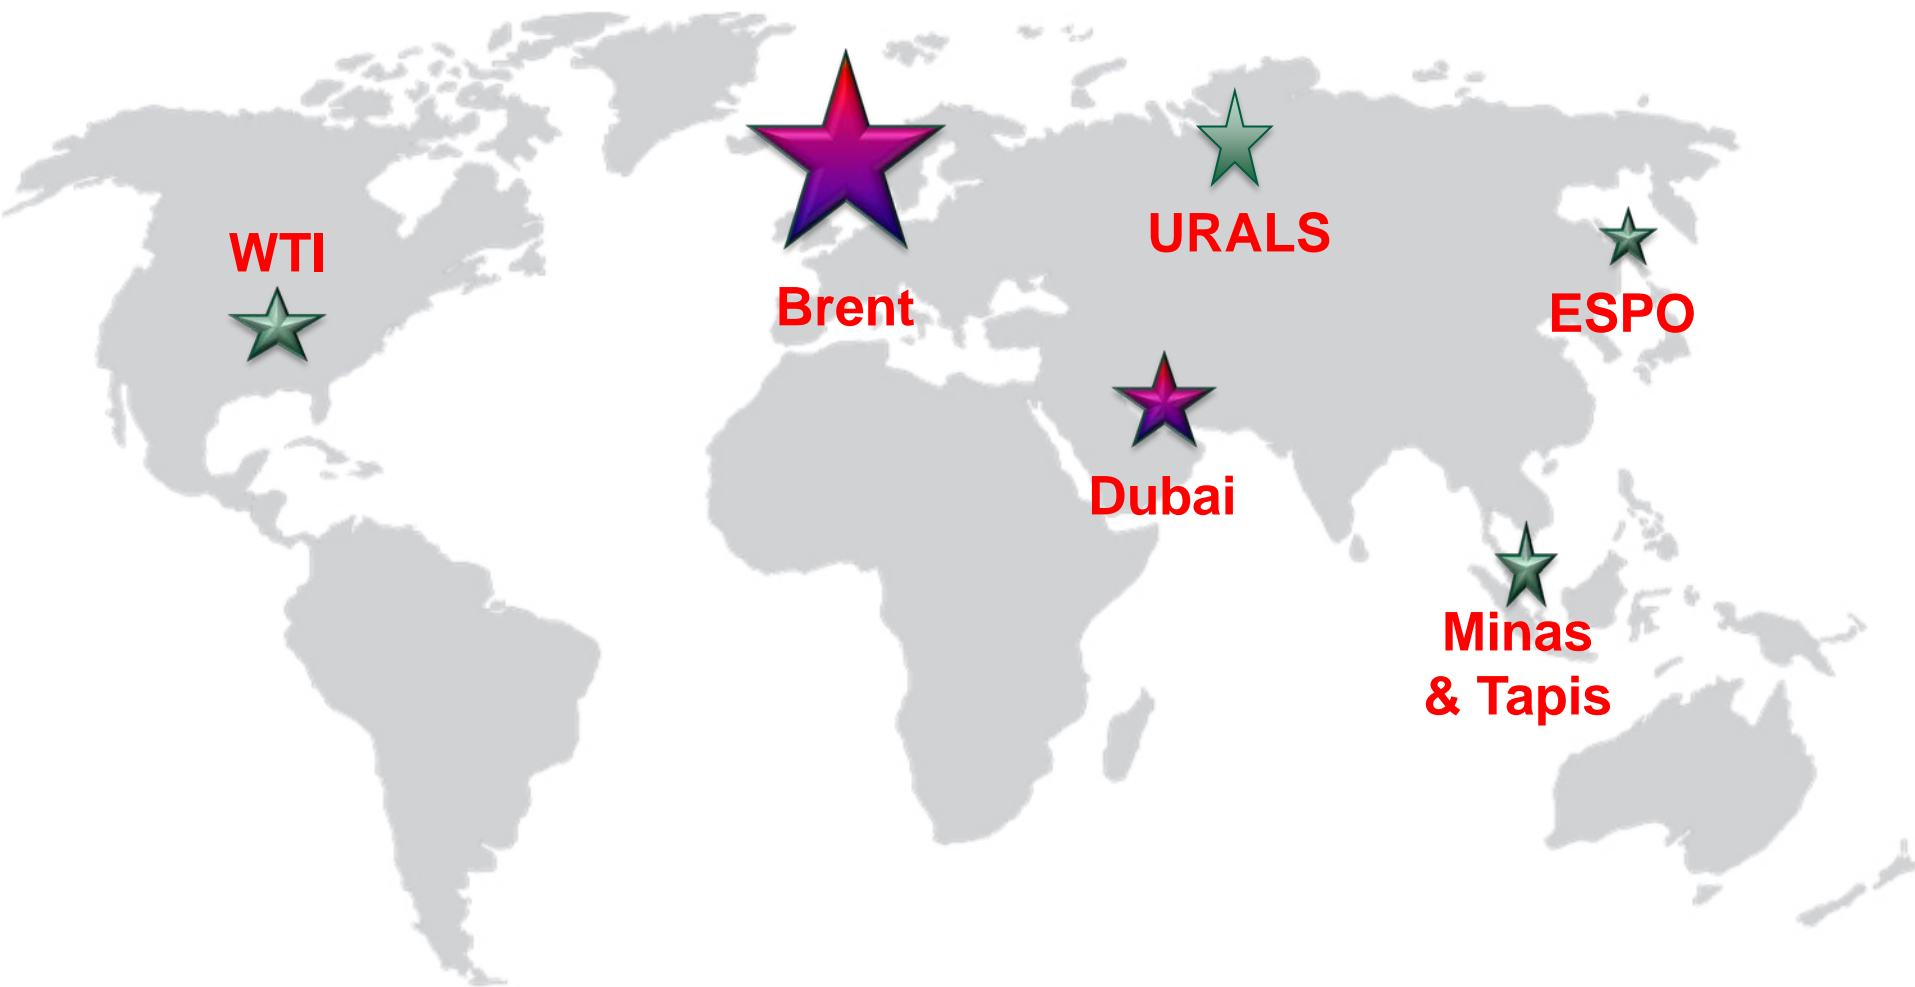 WTI
Brent
URALS
ESPO
Dubai
Minas
& Tapis